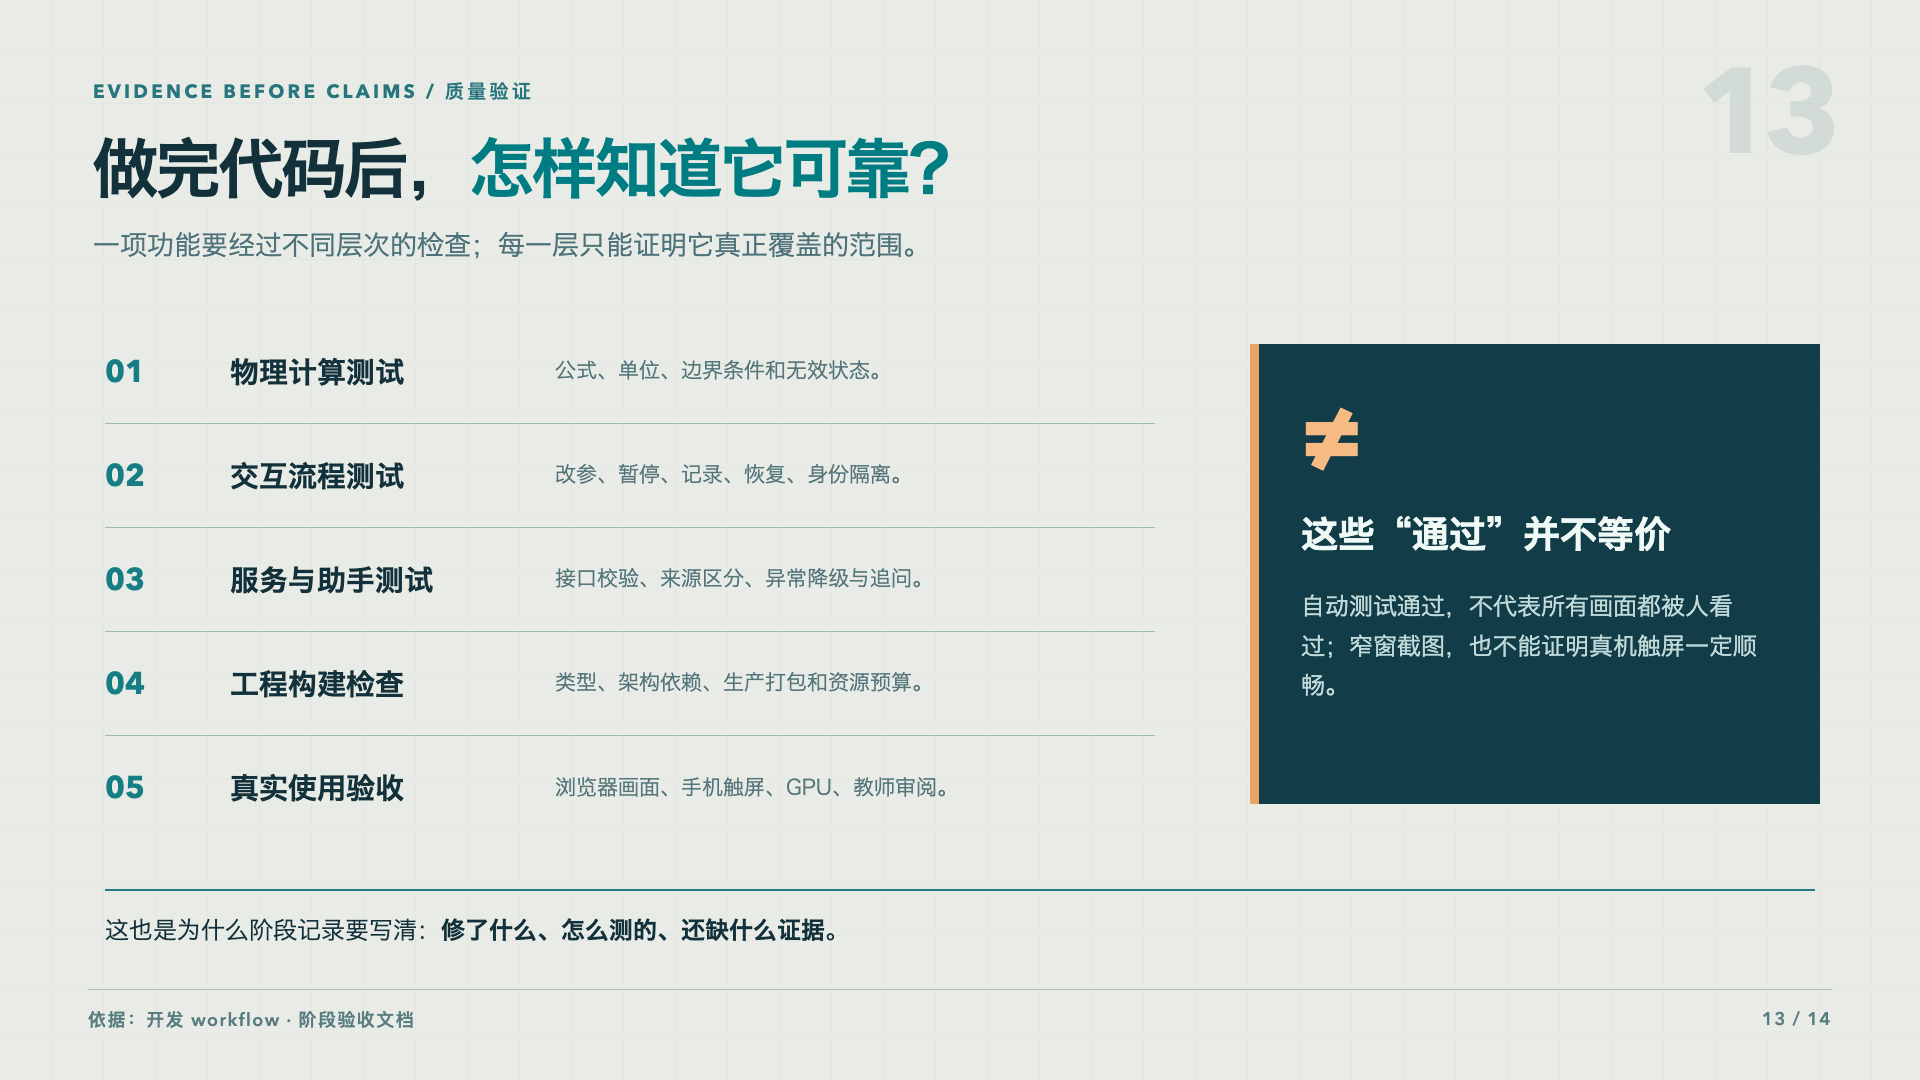 EVIDENCE BEFORE CLAIMS / 质量验证
13
做完代码后，怎样知道它可靠？
一项功能要经过不同层次的检查；每一层只能证明它真正覆盖的范围。
01 物理计算测试 公式、单位、边界条件和无效状态。
02 交互流程测试 改参、暂停、记录、恢复、身份隔离。
03 服务与助手测试 接口校验、来源区分、异常降级与追问。
04 工程构建检查 类型、架构依赖、生产打包和资源预算。
05 真实使用验收 浏览器画面、手机触屏、GPU、教师审阅。
≠
这些“通过”并不等价
自动测试通过，不代表所有画面都被人看
过；窄窗截图，也不能证明真机触屏一定顺
畅。
这也是为什么阶段记录要写清：修了什么、怎么测的、还缺什么证据。
依据：开发 workflow · 阶段验收文档
13 / 14